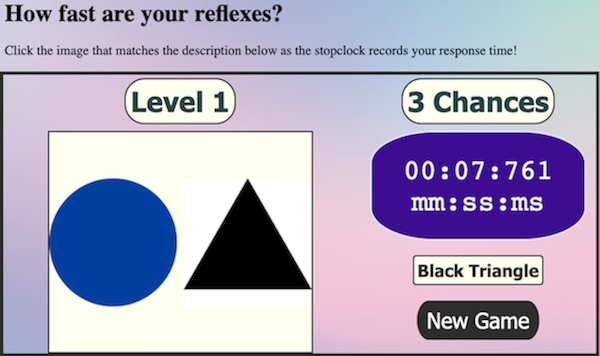 How fast are your reflexes?
Click the image that matches the description below as the stopclock records your response time!
Level 1
3 Chances
00:07:761
mm:ss:ms
Black Triangle
New Game